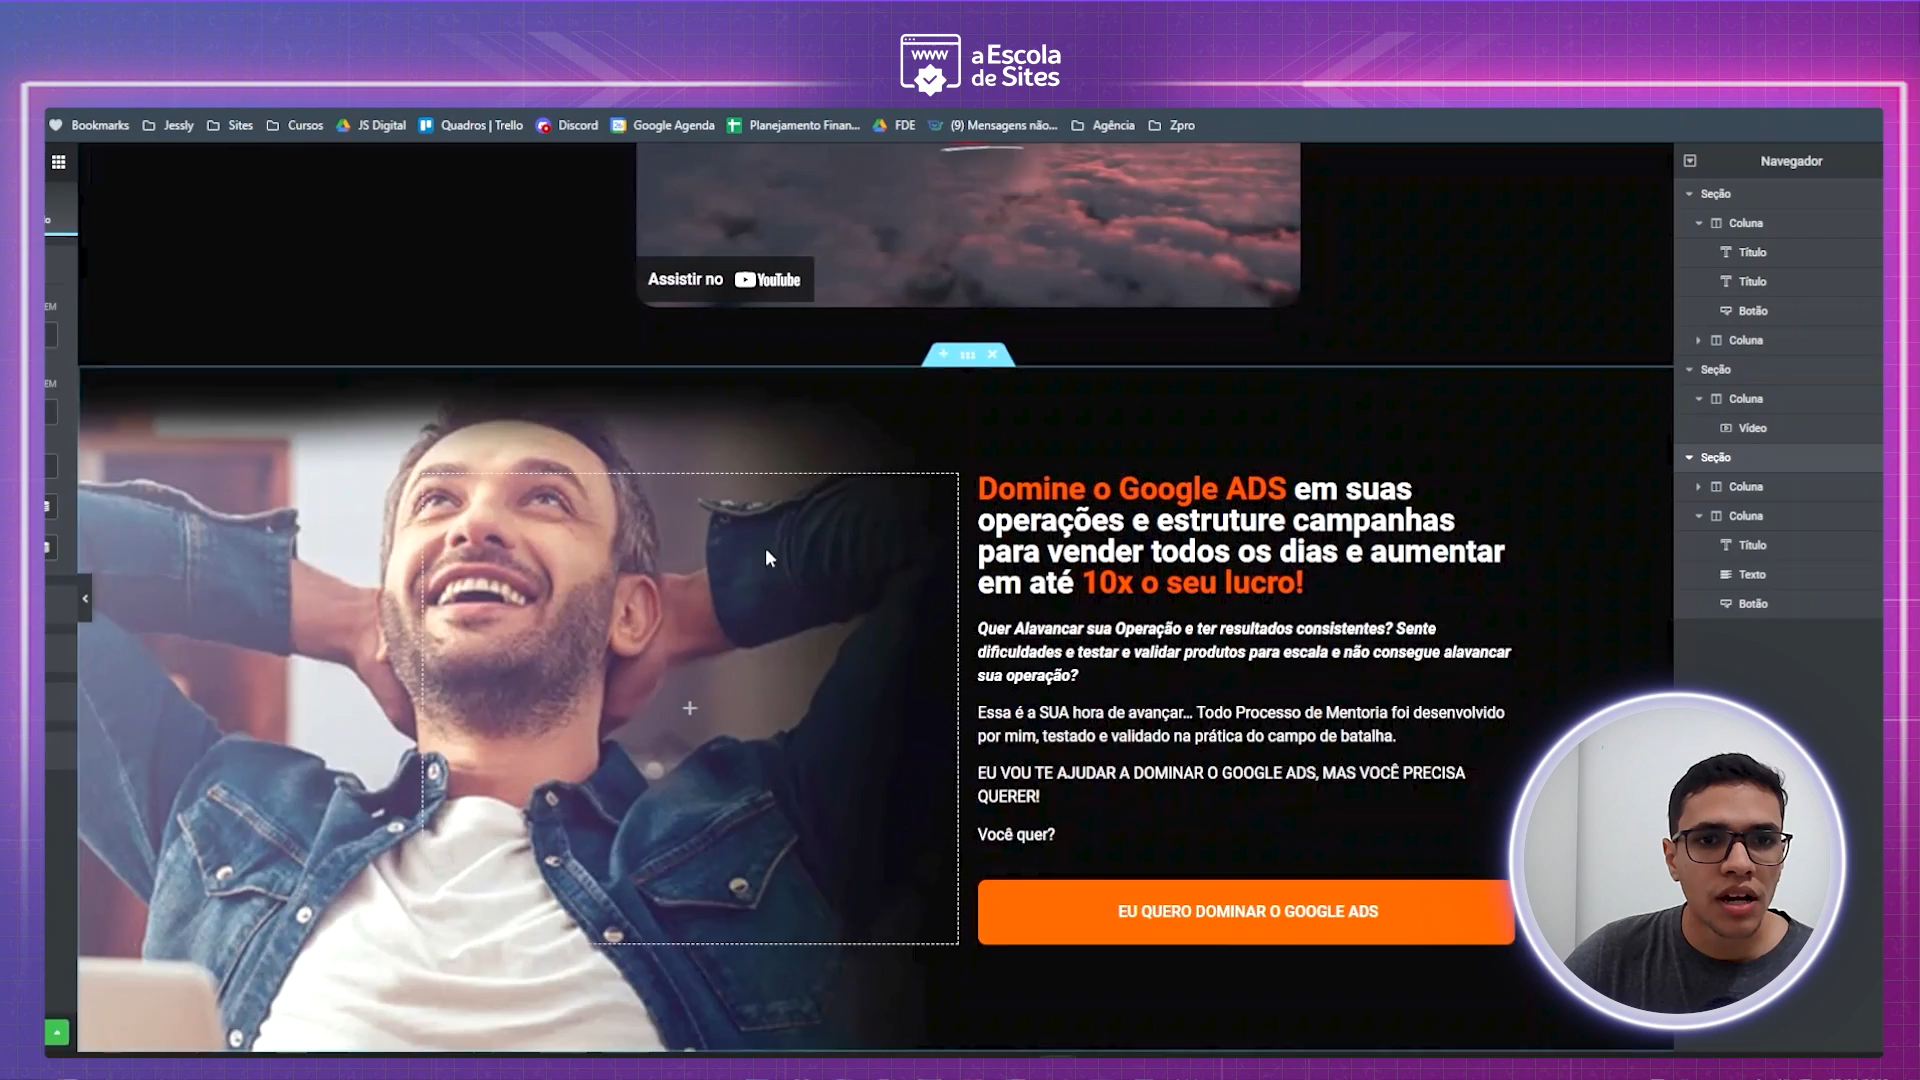 www
a Escola
de Sites
Bookmarks Jessly Sites Cursos JS Digital Quadros | Trello Discord Google Agenda Planejamento Finan... FDE (9) Mensagens não... Agência Zpro
Assistir no YouTube
EM
EM
Domine o Google ADS em suas
operações e estruture campanhas
para vender todos os dias e aumentar
em até 10x o seu lucro!
Quer Alavancar sua Operação e ter resultados consistentes? Sente
dificuldades e testar e validar produtos para escala e não consegue alavancar
sua operação?
Essa é a SUA hora de avançar... Todo Processo de Mentoria foi desenvolvido
por mim, testado e validado na prática do campo de batalha.
EU VOU TE AJUDAR A DOMINAR O GOOGLE ADS, MAS VOCÊ PRECISA
QUERER!
Você quer?
EU QUERO DOMINAR O GOOGLE ADS
Navegador
Seção
Coluna
Título
Título
Botão
Coluna
Seção
Coluna
Vídeo
Seção
Coluna
Coluna
Título
Texto
Botão